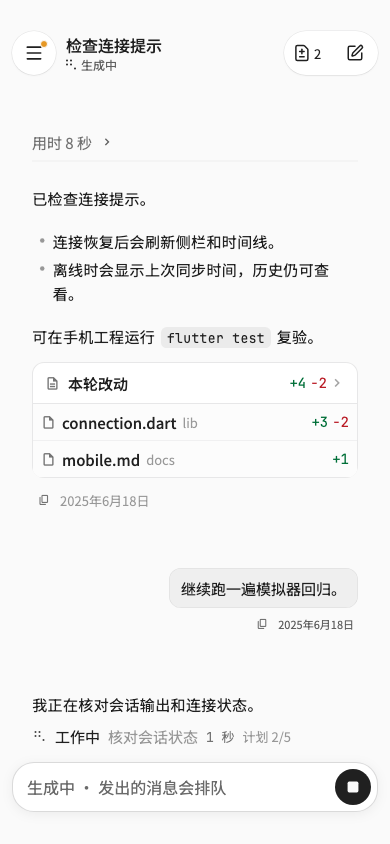 检查连接提示
生成中
2
用时 8 秒
已检查连接提示。
连接恢复后会刷新侧栏和时间线。
离线时会显示上次同步时间，历史仍可查
看。
可在手机工程运行 flutter test 复验。
本轮改动 +4 -2
connection.dart lib +3 -2
mobile.md docs +1
2025年6月18日
继续跑一遍模拟器回归。
2025年6月18日
我正在核对会话输出和连接状态。
工作中 核对会话状态 1 秒 计划 2/5
生成中 · 发出的消息会排队